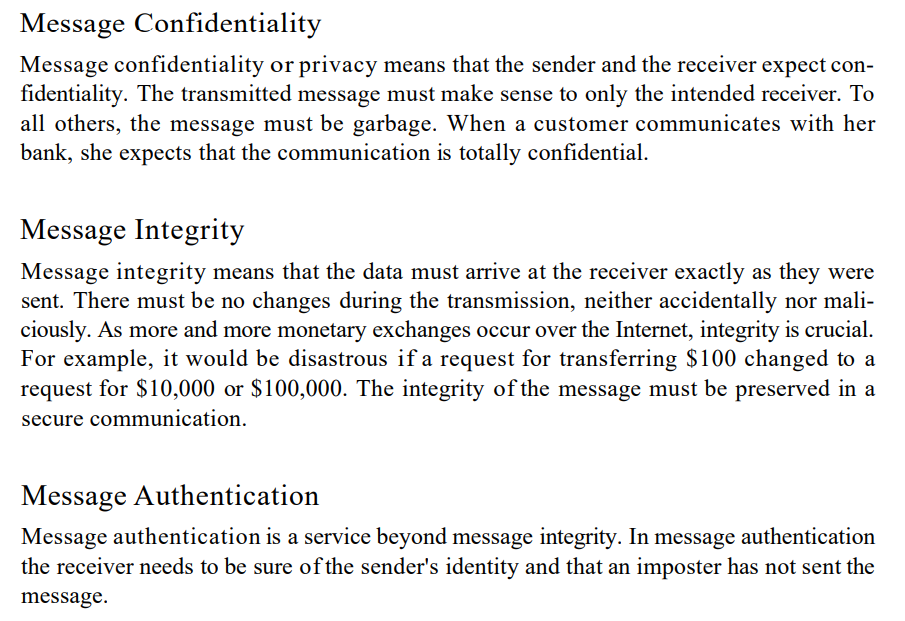 Message Confidentiality
Message confidentiality or privacy means that the sender and the receiver expect con-
fidentiality. The transmitted message must make sense to only the intended receiver. To
all others, the message must be garbage. When a customer communicates with her
bank, she expects that the communication is totally confidential.
Message Integrity
Message integrity means that the data must arrive at the receiver exactly as they were
sent. There must be no changes during the transmission, neither accidentally nor mali-
ciously. As more and more monetary exchanges occur over the Internet, integrity is crucial.
For example, it would be disastrous if a request for transferring $100 changed to a
request for $10,000 or $100,000. The integrity of the message must be preserved in a
secure communication.
Message Authentication
Message authentication is a service beyond message integrity. In message authentication
the receiver needs to be sure of the sender's identity and that an imposter has not sent the
message.